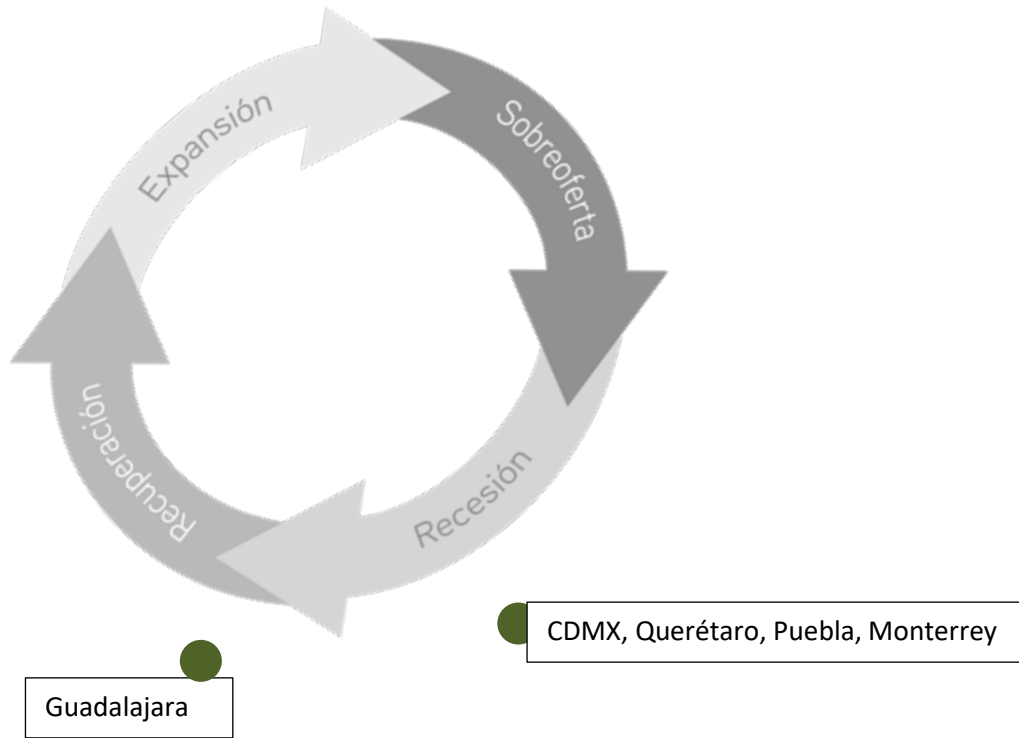 Expansión
Sobreoferta
Recesión
Recuperación
CDMX, Querétaro, Puebla, Monterrey
Guadalajara